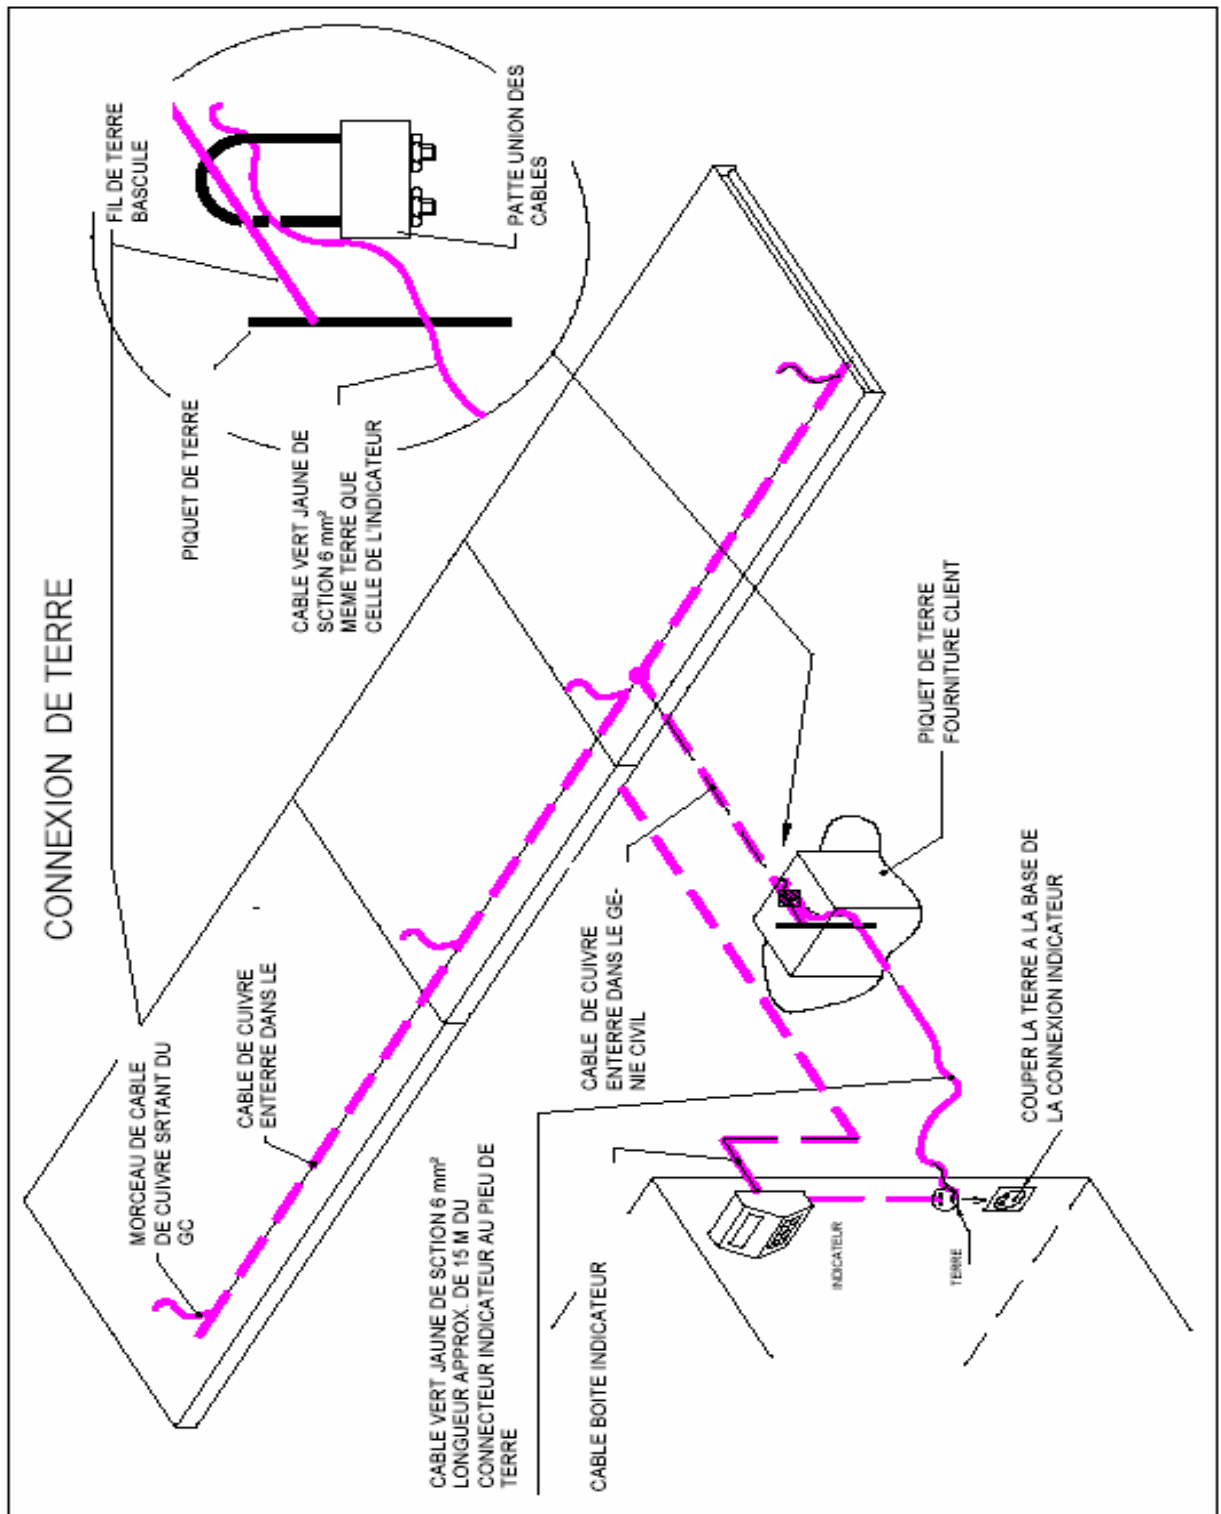 CONNEXION DE TERRE
FIL DE TERRE
BASCULE
PIQUET DE TERRE
CABLE VERT JAUNE DE
SCTION 6 mm²
MEME TERRE QUE
CELLE DE L'INDICATEUR
PATTE UNION DES
CABLES
MORCEAU DE CABLE
DE CUIVRE SRTANT DU
GC
CABLE DE CUIVRE
ENTERRE DANS LE
CABLE VERT JAUNE DE SCTION 6 mm²
LONGUEUR APPROX. DE 15 M DU
CONNECTEUR INDICATEUR AU PIEU DE
TERRE
CABLE DE CUIVRE
ENTERRE DANS LE GE-
NIE CIVIL
PIQUET DE TERRE
FOURNITURE CLIENT
CABLE BOITE INDICATEUR
INDICATEUR
TERRE
COUPER LA TERRE A LA BASE DE
LA CONNEXION INDICATEUR